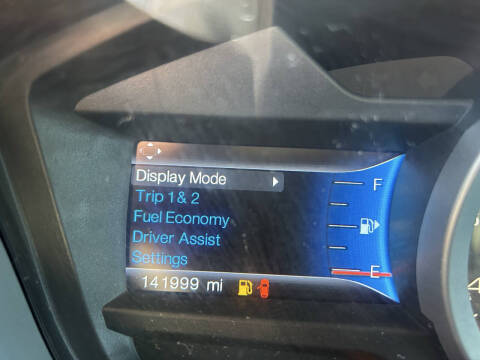 Display Mode
Trip 1 & 2
Fuel Economy
Driver Assist
Settings
F
E
141999 mi